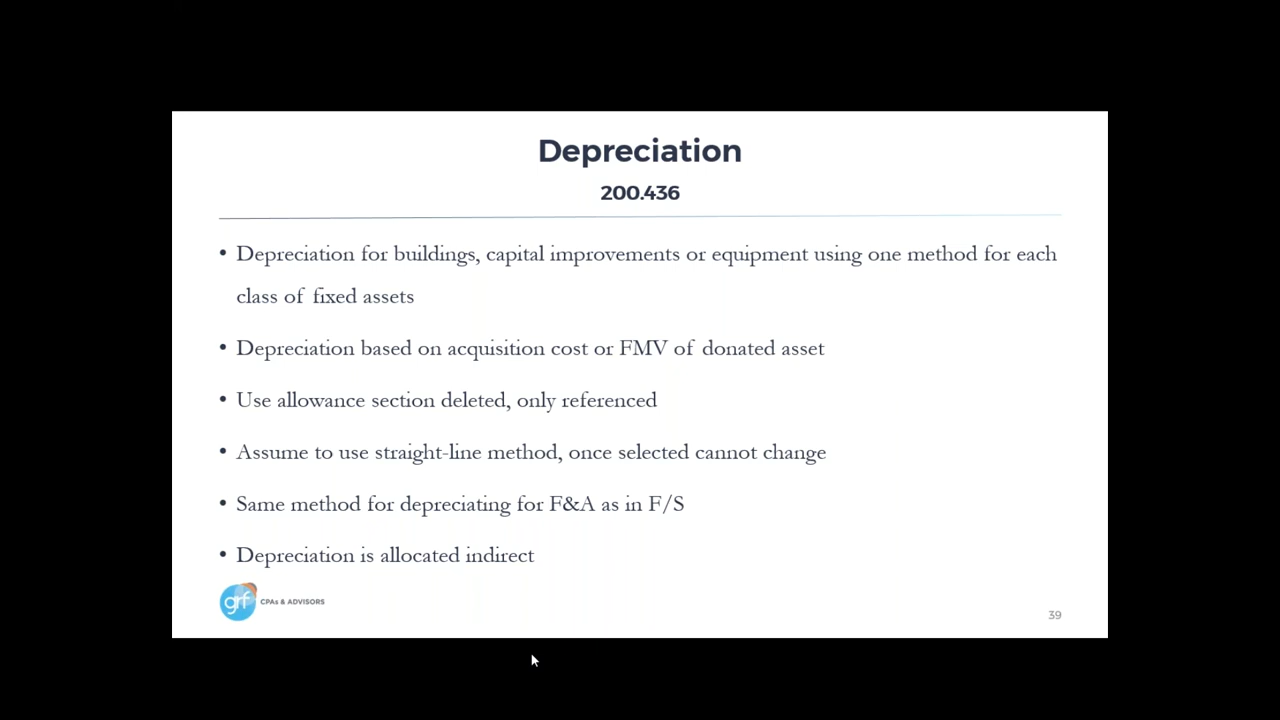 Depreciation
200.436
• Depreciation for buildings, capital improvements or equipment using one method for each
class of fixed assets
• Depreciation based on acquisition cost or FMV of donated asset
• Use allowance section deleted, only referenced
• Assume to use straight-line method, once selected cannot change
• Same method for depreciating for F&A as in F/S
• Depreciation is allocated indirect
grf CPAs & ADVISORS
39